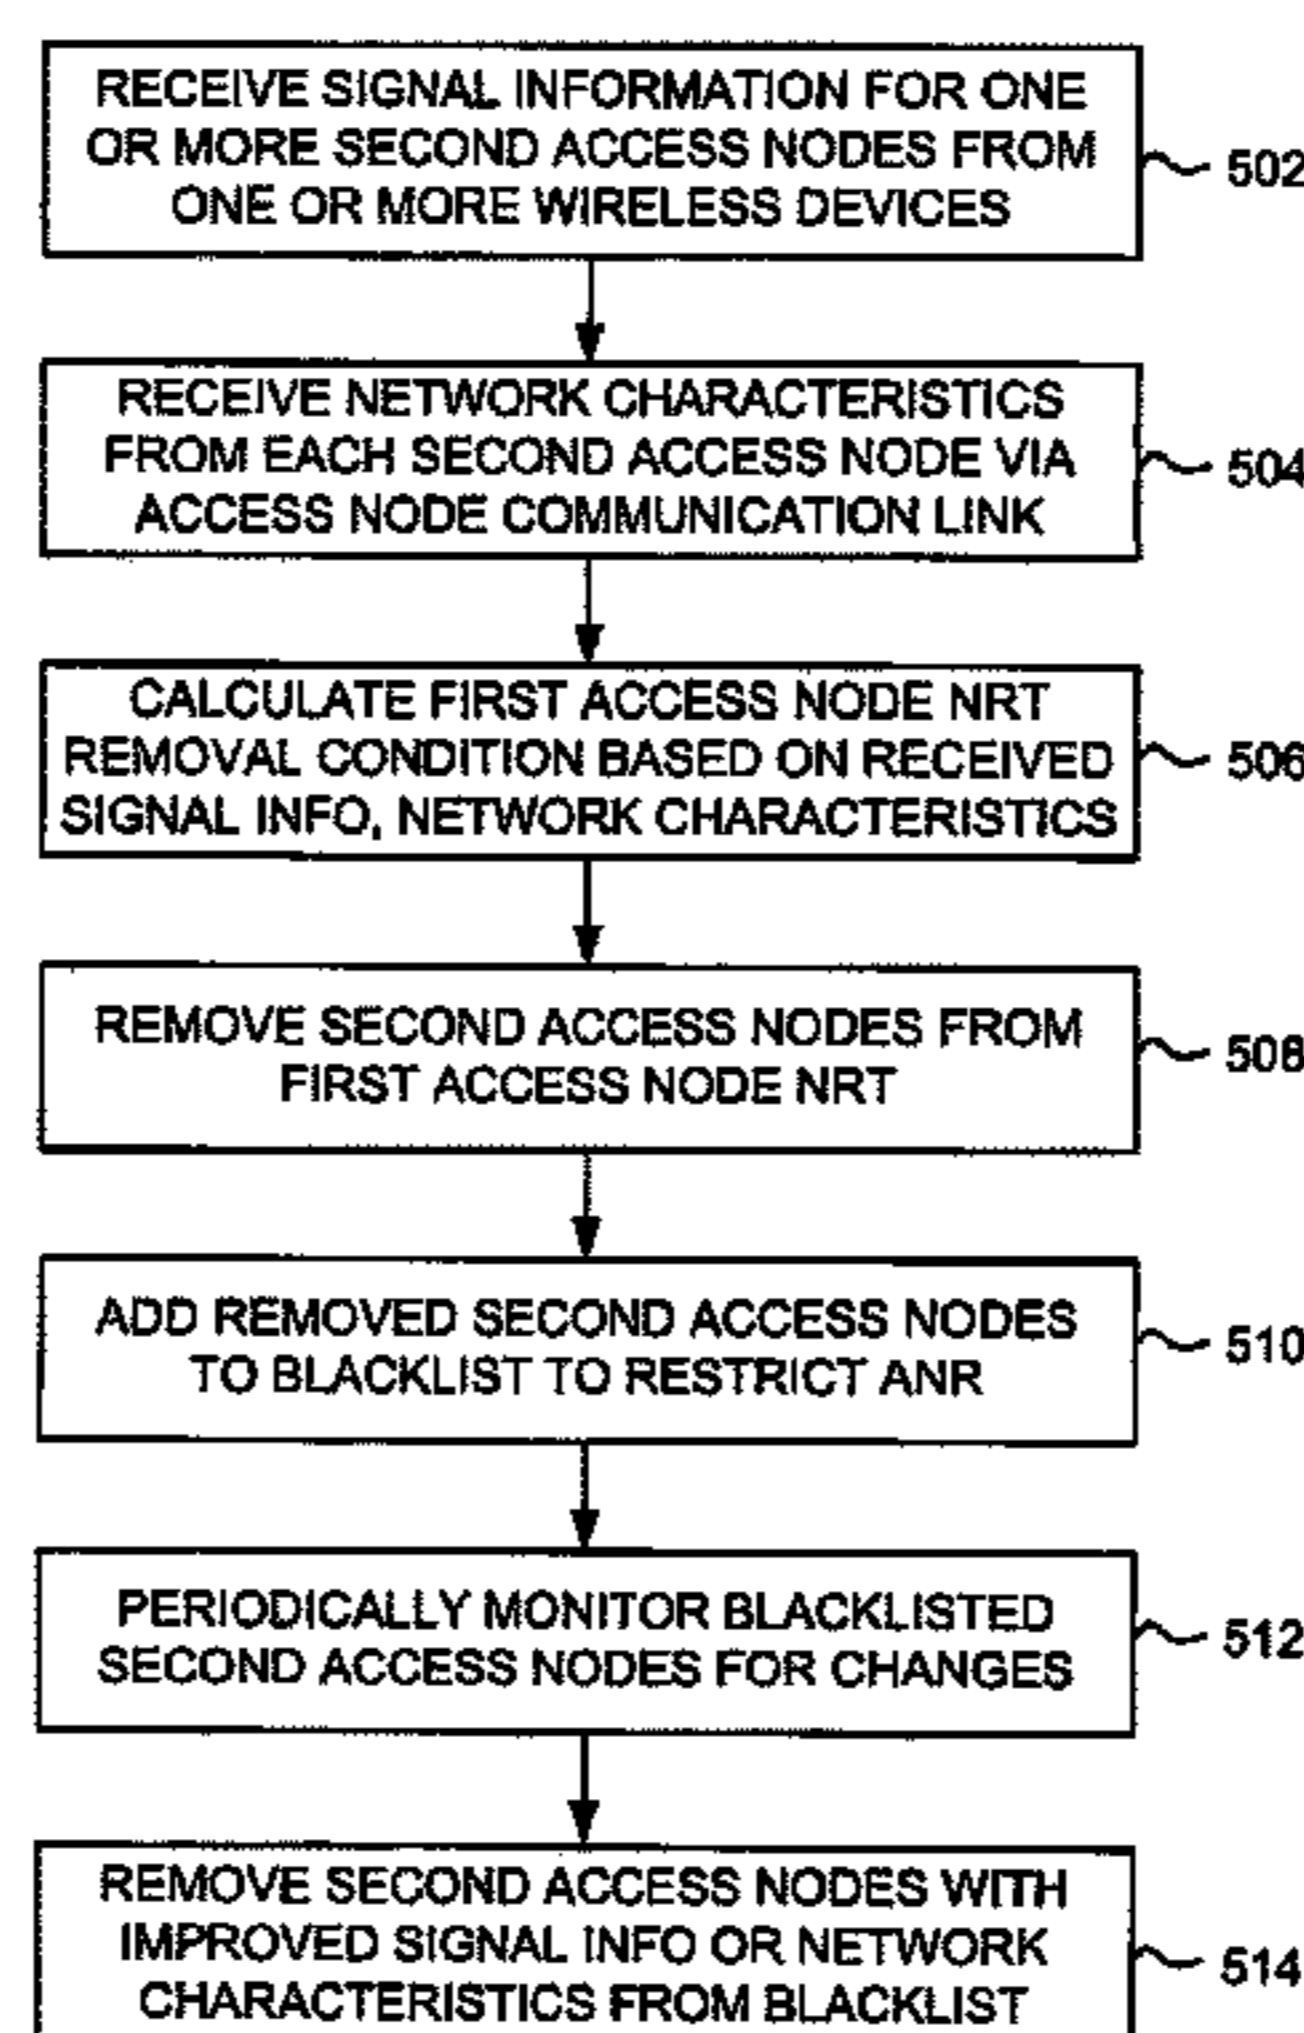 RECEIVE SIGNAL INFORMATION FOR ONE
OR MORE SECOND ACCESS NODES FROM
ONE OR MORE WIRELESS DEVICES
502
RECEIVE NETWORK CHARACTERISTICS
FROM EACH SECOND ACCESS NODE VIA
ACCESS NODE COMMUNICATION LINK
504
CALCULATE FIRST ACCESS NODE NRT
REMOVAL CONDITION BASED ON RECEIVED
SIGNAL INFO, NETWORK CHARACTERISTICS
506
REMOVE SECOND ACCESS NODES FROM
FIRST ACCESS NODE NRT
508
ADD REMOVED SECOND ACCESS NODES
TO BLACKLIST TO RESTRICT ANR
510
PERIODICALLY MONITOR BLACKLISTED
SECOND ACCESS NODES FOR CHANGES
512
REMOVE SECOND ACCESS NODES WITH
IMPROVED SIGNAL INFO OR NETWORK
CHARACTERISTICS FROM BLACKLIST
514